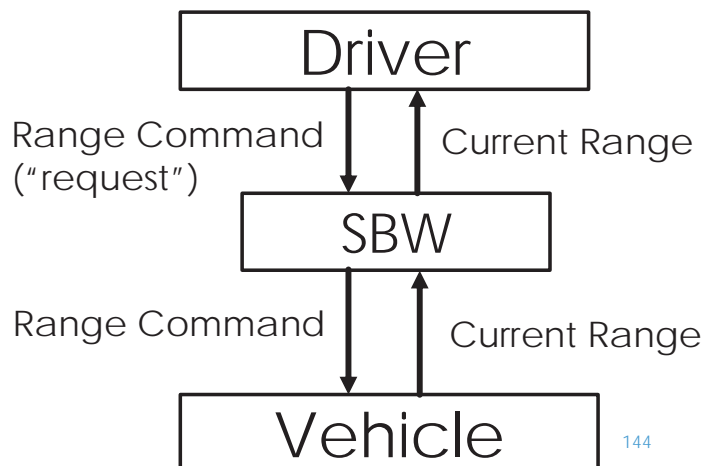 Driver
Range Command
("request")
Current Range
SBW
Range Command
Current Range
Vehicle
144